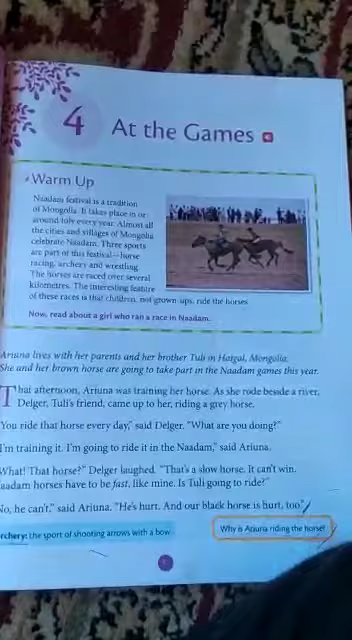 4 At the Games
Warm Up
Naadam festival is a tradition
of Mongolia. It takes place in or
around July every year. Almost all
the cities and villages of Mongolia
celebrate Naadam. Three sports
are part of this festival—horse
racing, archery and wrestling.
The horses are raced over several
kilometres. The interesting feature
of these races is that children, not grown-ups, ride the horses.
Now, read about a girl who ran a race in Naadam.
Ariuna lives with her parents and her brother Tuli in Hatgal, Mongolia.
She and her brown horse are going to take part in the Naadam games this year.
That afternoon, Ariuna was training her horse. As she rode beside a river,
Delger, Tuli's friend, came up to her, riding a grey horse.
You ride that horse every day," said Delger. "What are you doing?"
I'm training it. I'm going to ride it in the Naadam," said Ariuna.
What! That horse?" Delger laughed. "That's a slow horse. It can't win.
aadam horses have to be fast, like mine. Is Tuli going to ride?"
No, he can't," said Ariuna. "He's hurt. And our black horse is hurt, too."
rchery: the sport of shooting arrows with a bow
Why is Ariuna riding the horse?